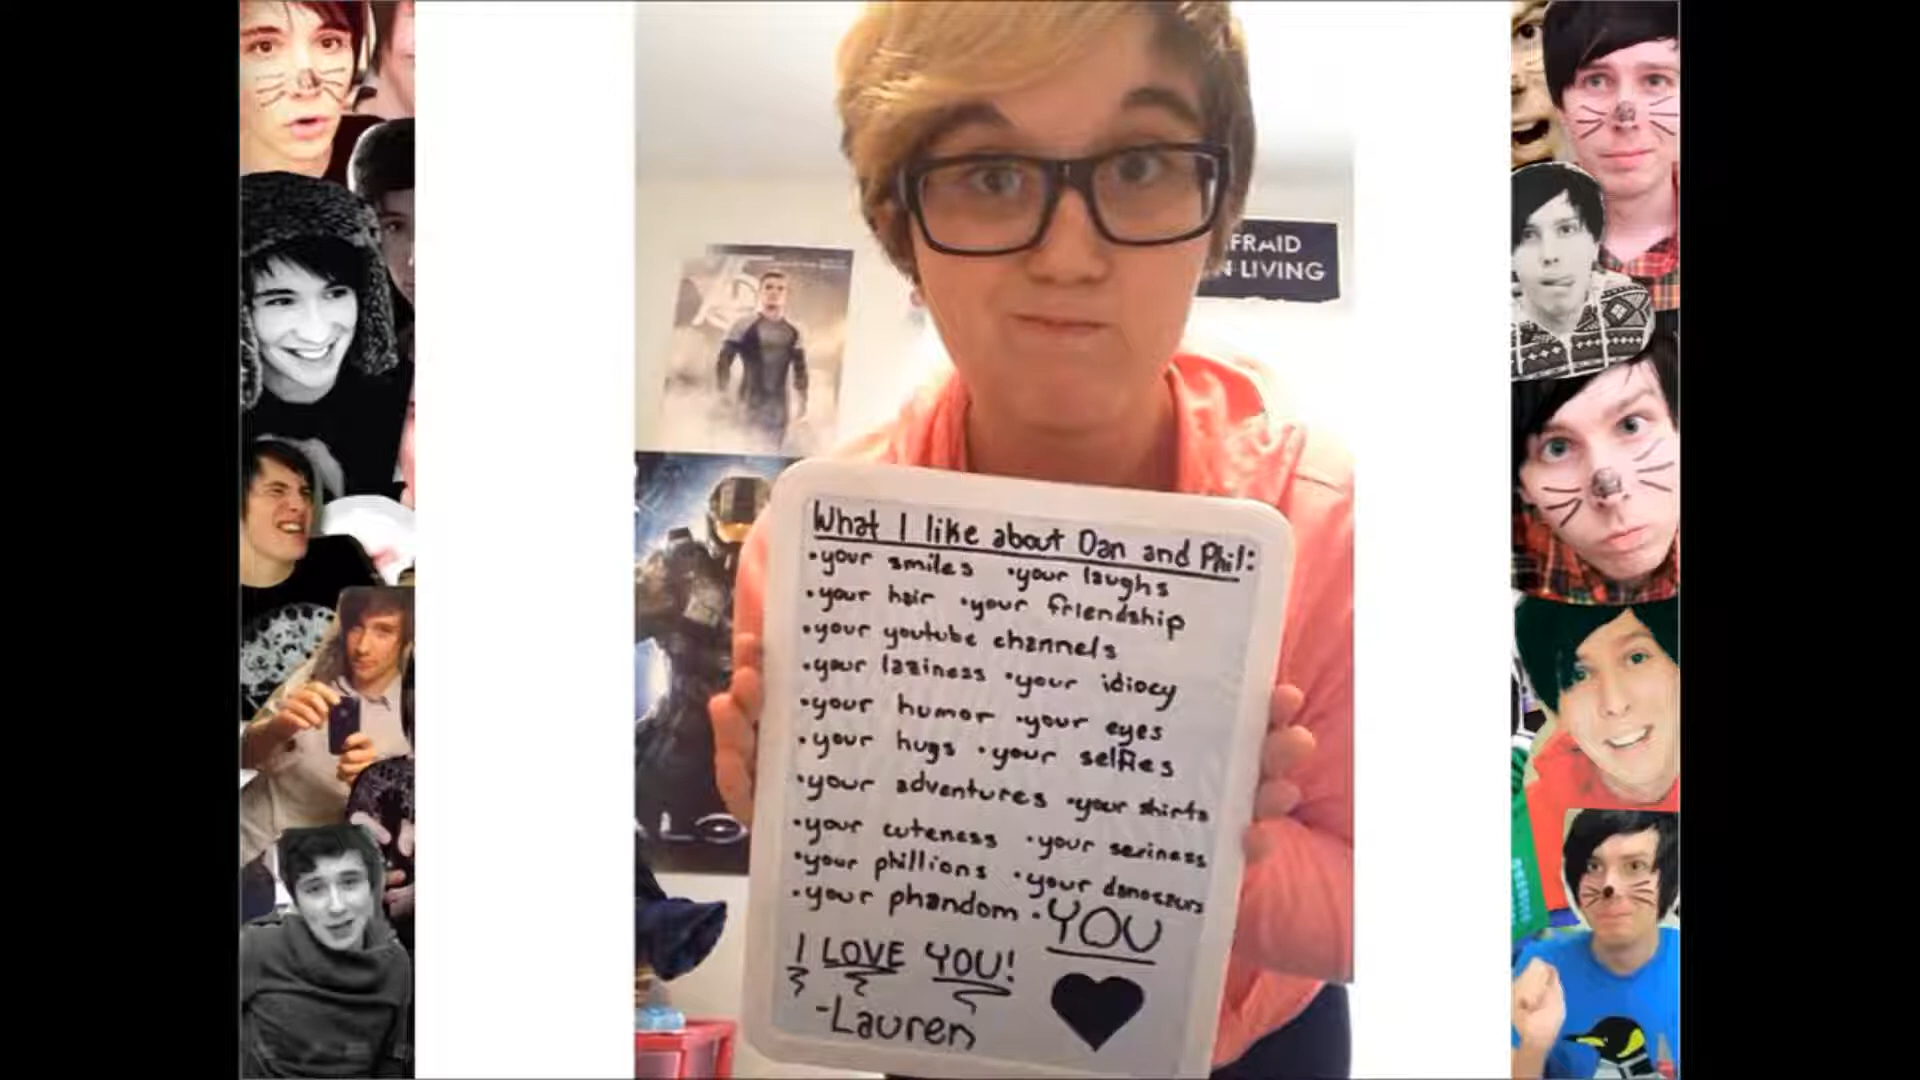 FRAID
N LIVING
What I like about Dan and Phil:
•your smiles •your laughs
•your hair •your friendship
•your youtube channels
•your laziness •your idiocy
•your humor •your eyes
•your hugs •your selfies
•your adventures •your shirts
•your cuteness •your sexiness
•your phillions •your danosaurs
•your phandom •YOU
I LOVE YOU! ♥
-Lauren